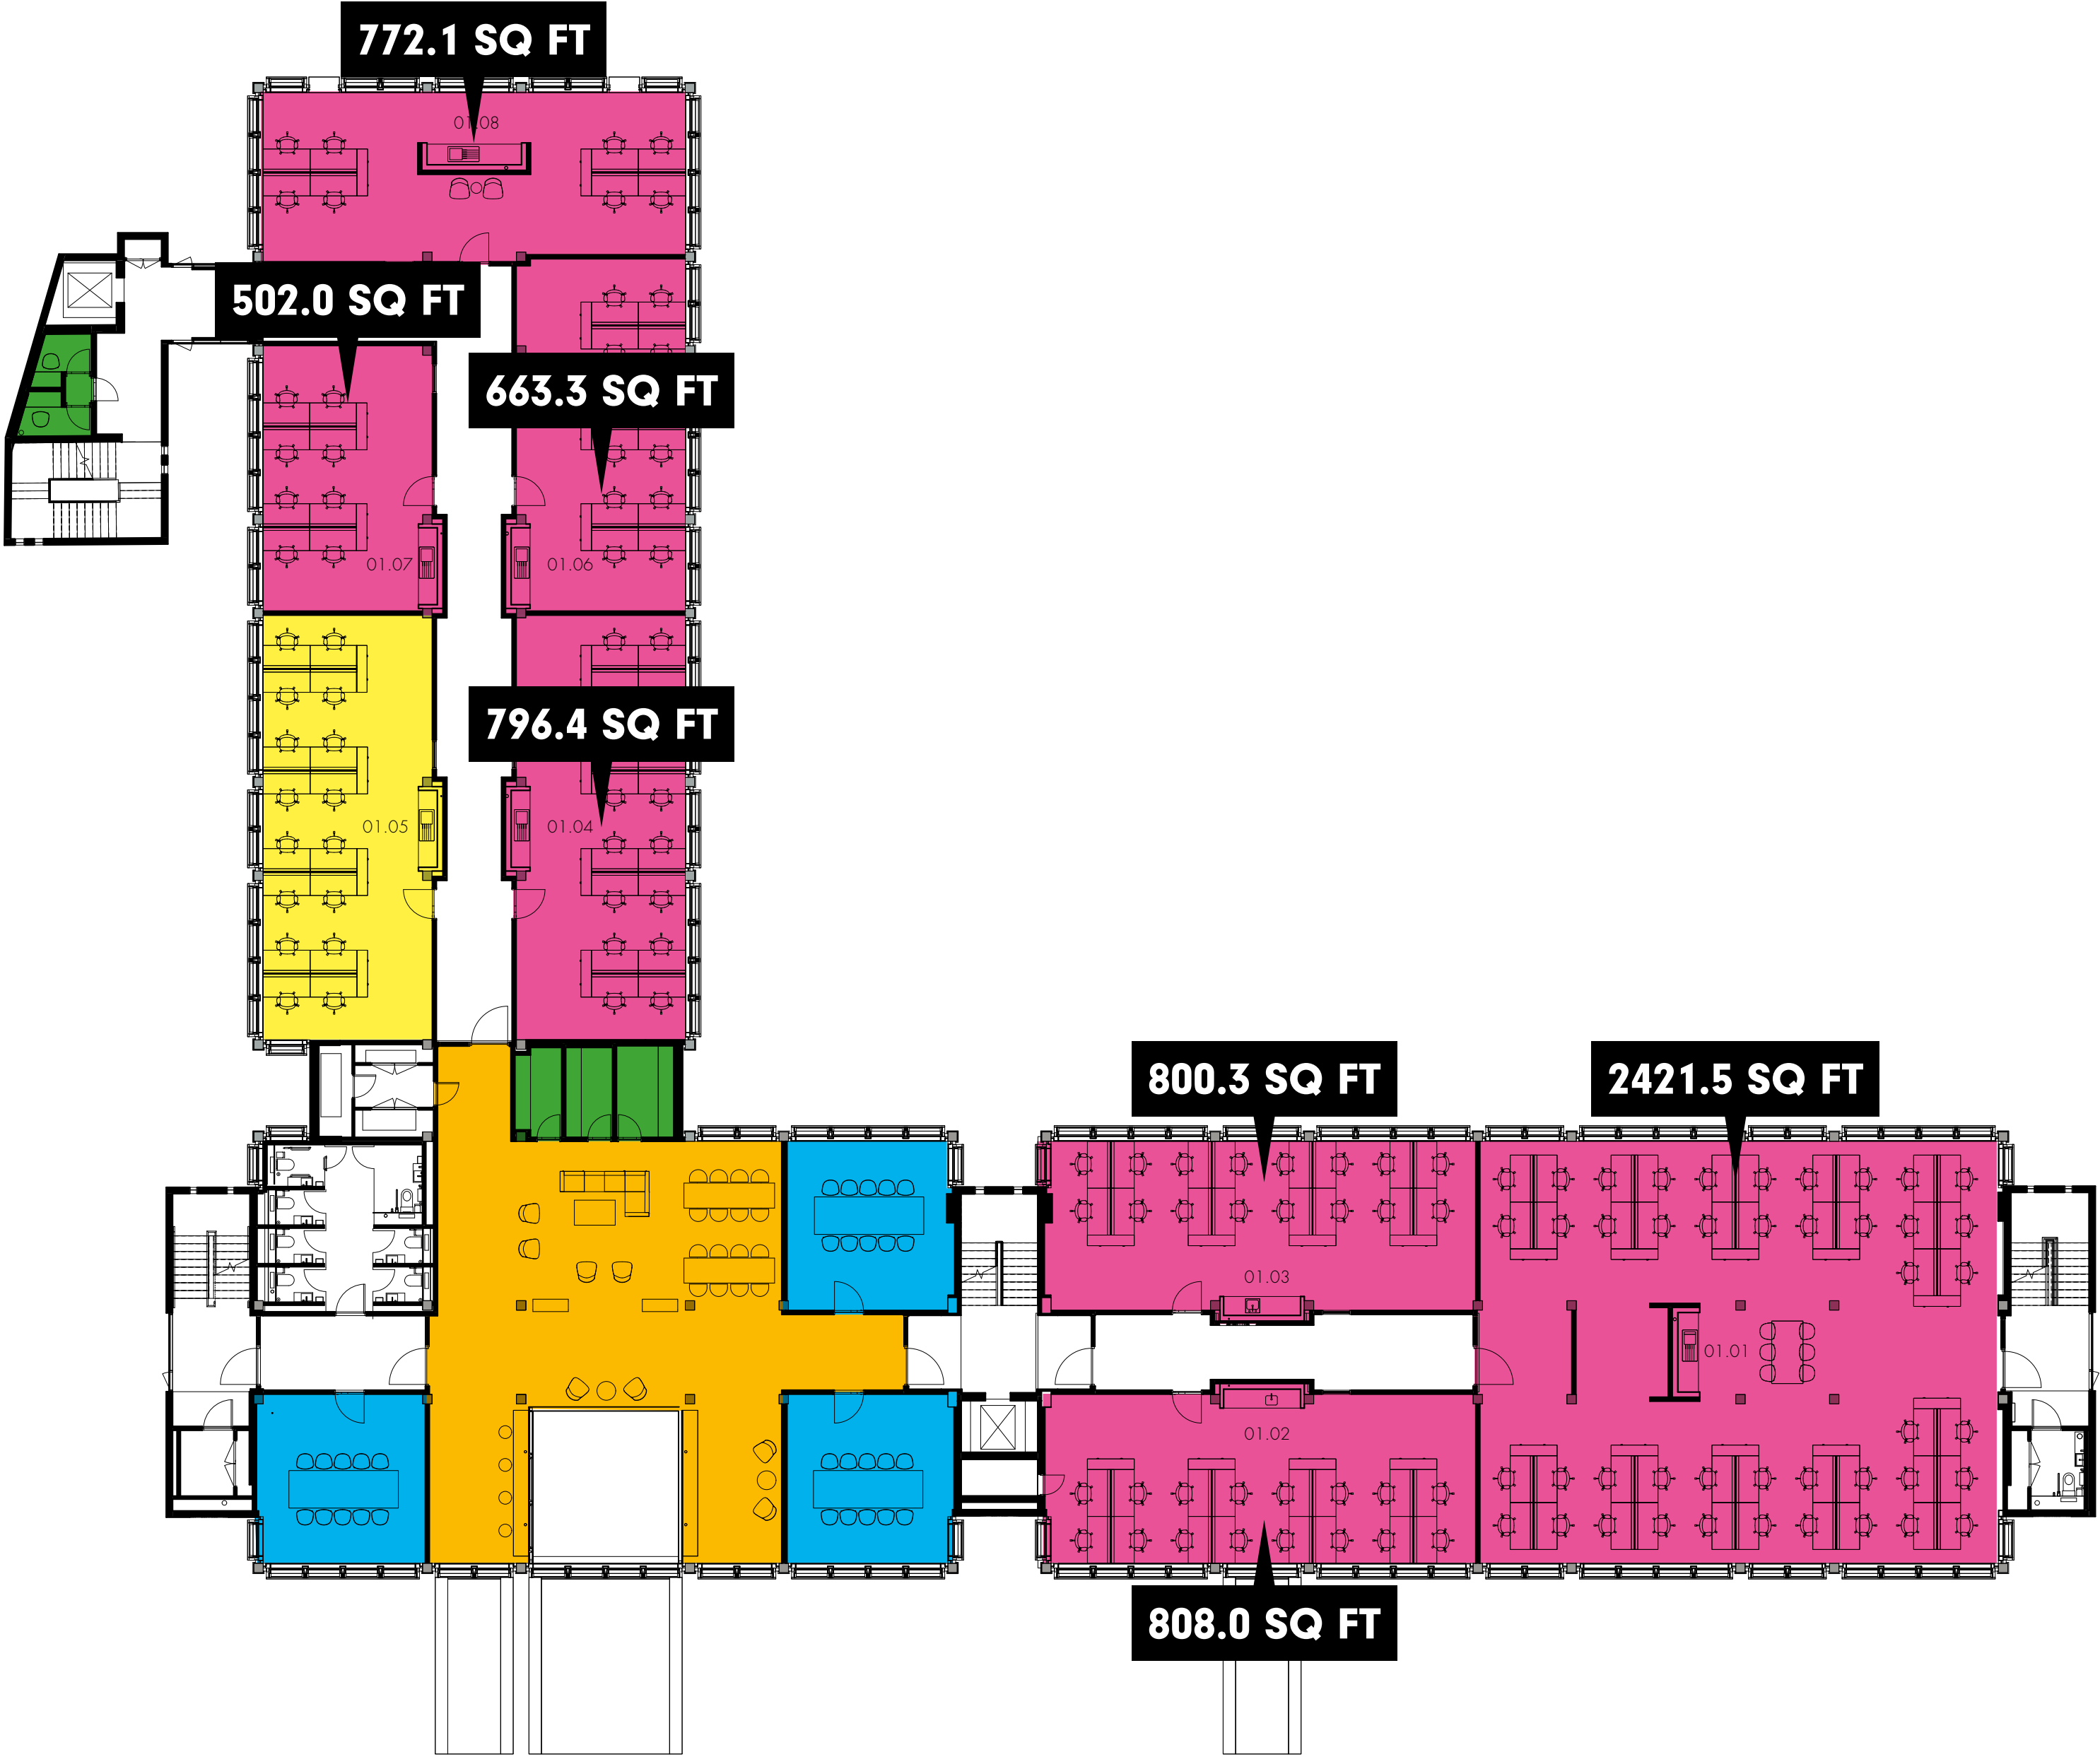 772.1 SQ FT
01.08
502.0 SQ FT
663.3 SQ FT
01.07
01.06
796.4 SQ FT
01.05
01.04
800.3 SQ FT
2421.5 SQ FT
01.03
01.01
01.02
808.0 SQ FT